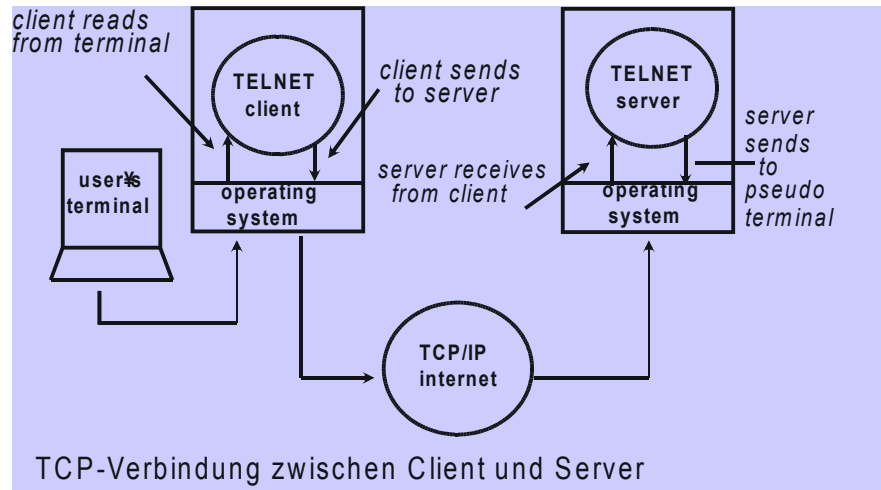 client reads
from terminal
TELNET
client
client sends
to server
TELNET
server
server
sends
to
pseudo
terminal
server receives
from client
user¥s
terminal
operating
system
operating
system
TCP/IP
internet
TCP-Verbindung zwischen Client und Server